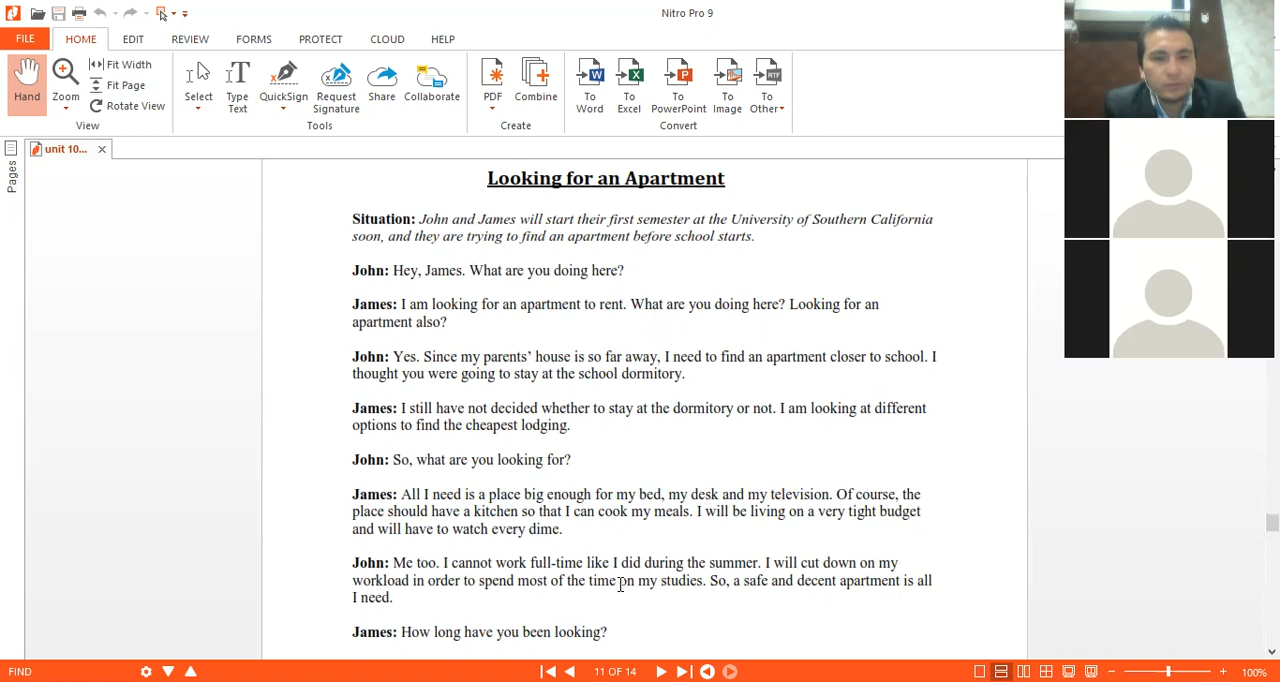 Nitro Pro 9
FILE HOME EDIT REVIEW FORMS PROTECT CLOUD HELP
Hand
Zoom
Fit Width
Fit Page
Rotate View
Select
Type
Text
QuickSign
Request
Signature
Share
Collaborate
PDF
Combine
To
Word
To
Excel
To
PowerPoint
To
Image
To
Other
View Tools Create Convert
unit 10...
Pages
Looking for an Apartment
Situation: John and James will start their first semester at the University of Southern California
soon, and they are trying to find an apartment before school starts.
John: Hey, James. What are you doing here?
James: I am looking for an apartment to rent. What are you doing here? Looking for an
apartment also?
John: Yes. Since my parents’ house is so far away, I need to find an apartment closer to school. I
thought you were going to stay at the school dormitory.
James: I still have not decided whether to stay at the dormitory or not. I am looking at different
options to find the cheapest lodging.
John: So, what are you looking for?
James: All I need is a place big enough for my bed, my desk and my television. Of course, the
place should have a kitchen so that I can cook my meals. I will be living on a very tight budget
and will have to watch every dime.
John: Me too. I cannot work full-time like I did during the summer. I will cut down on my
workload in order to spend most of the time on my studies. So, a safe and decent apartment is all
I need.
James: How long have you been looking?
FIND 11 OF 14 100%